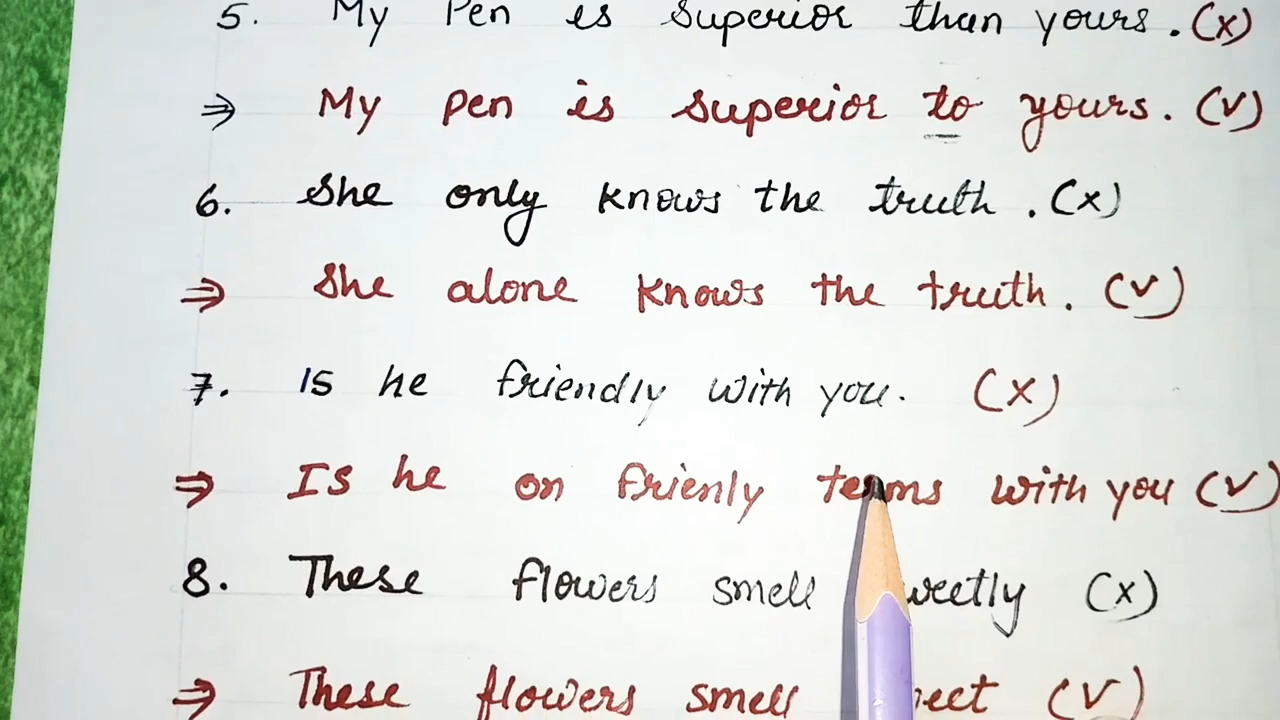 5. My Pen is Superior than yours. (x)
⇒ My pen is superior to yours. (v)
6. She only knows the truth. (x)
⇒ She alone knows the truth. (v)
7. Is he friendly with you. (x)
⇒ Is he on frienly terms with you (v)
8. These flowers smell (x)
⇒ These flowers smell (v)